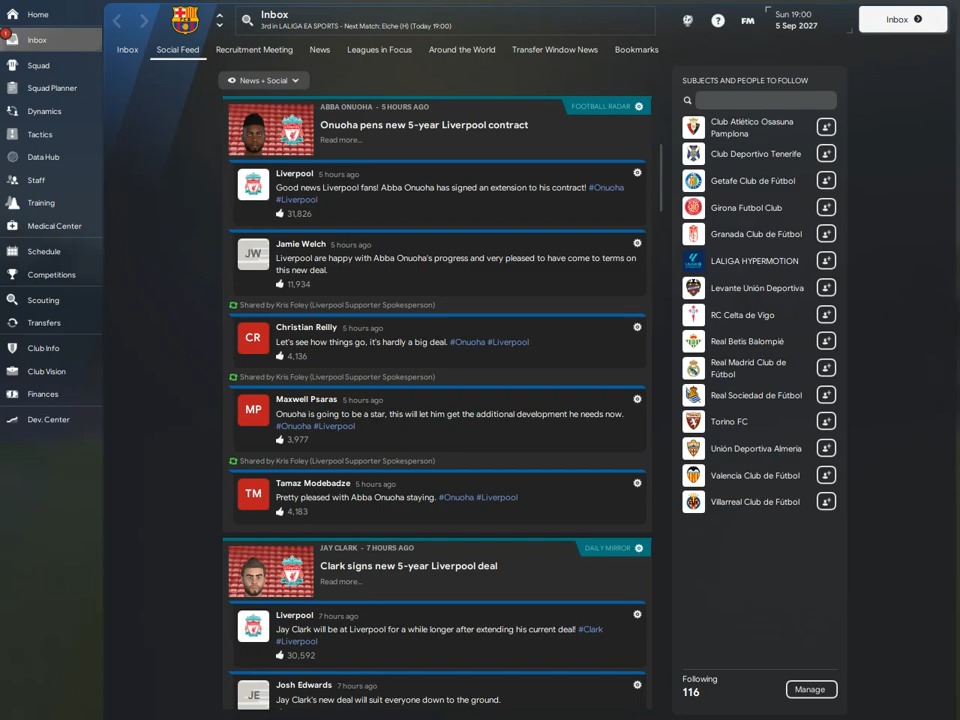 Home
1
Inbox
Squad
Squad Planner
Dynamics
Tactics
Data Hub
Staff
Training
Medical Center
Schedule
Competitions
Scouting
Transfers
Club Info
Club Vision
Finances
Dev. Center
Inbox
3rd in LALIGA EA SPORTS - Next Match: Elche (H) (Today 19:00)
?
FM
Sun 19:00
5 Sep 2027
Inbox
Inbox
Social Feed
Recruitment Meeting
News
Leagues in Focus
Around the World
Transfer Window News
Bookmarks
News + Social
ABBA ONUOHA - 5 HOURS AGO
FOOTBALL RADAR
Onuoha pens new 5-year Liverpool contract
Read more...
Liverpool 5 hours ago
Good news Liverpool fans! Abba Onuoha has signed an extension to his contract! #Onuoha
#Liverpool
31,826
JW
Jamie Welch 5 hours ago
Liverpool are happy with Abba Onuoha's progress and very pleased to have come to terms on
this new deal.
11,934
Shared by Kris Foley (Liverpool Supporter Spokesperson)
CR
Christian Reilly 5 hours ago
Let's see how things go, it's hardly a big deal. #Onuoha #Liverpool
4,136
Shared by Kris Foley (Liverpool Supporter Spokesperson)
MP
Maxwell Psaras 5 hours ago
Onuoha is going to be a star, this will let him get the additional development he needs now.
#Onuoha #Liverpool
3,977
Shared by Kris Foley (Liverpool Supporter Spokesperson)
TM
Tamaz Modebadze 5 hours ago
Pretty pleased with Abba Onuoha staying. #Onuoha #Liverpool
4,183
JAY CLARK - 7 HOURS AGO
DAILY MIRROR
Clark signs new 5-year Liverpool deal
Read more...
Liverpool 7 hours ago
Jay Clark will be at Liverpool for a while longer after extending his current deal! #Clark
#Liverpool
30,592
JE
Josh Edwards 7 hours ago
Jay Clark's new deal will suit everyone down to the ground.
SUBJECTS AND PEOPLE TO FOLLOW
Club Atlético Osasuna
Pamplona
Club Deportivo Tenerife
Getafe Club de Fútbol
Girona Futbol Club
Granada Club de Fútbol
LALIGA HYPERMOTION
Levante Unión Deportiva
RC Celta de Vigo
Real Betis Balompié
Real Madrid Club de
Fútbol
Real Sociedad de Fútbol
Torino FC
Unión Deportiva Almería
Valencia Club de Fútbol
Villarreal Club de Fútbol
Following
116
Manage